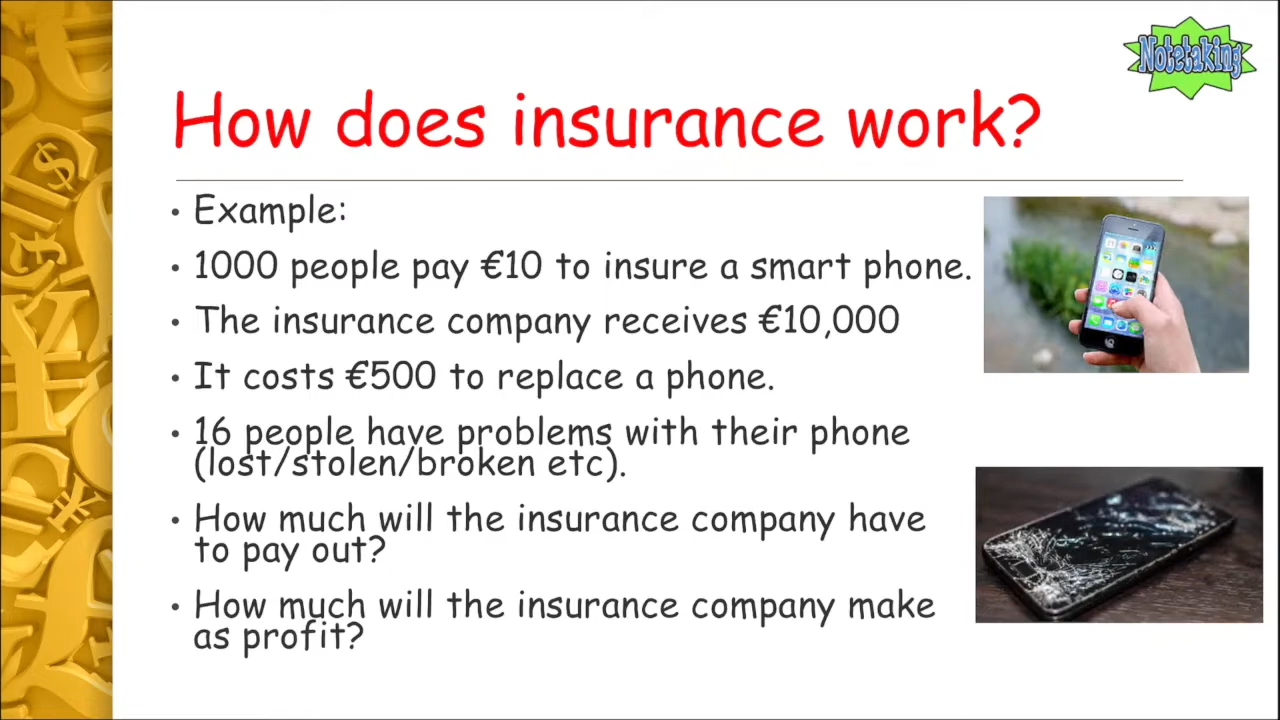 Notetaking
How does insurance work?
• Example:
• 1000 people pay €10 to insure a smart phone.
• The insurance company receives €10,000
• It costs €500 to replace a phone.
• 16 people have problems with their phone
(lost/stolen/broken etc).
• How much will the insurance company have
to pay out?
• How much will the insurance company make
as profit?